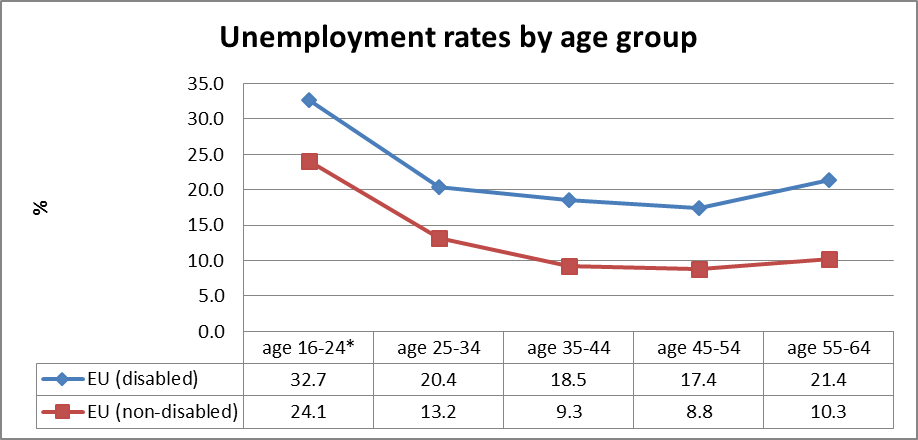 Unemployment rates by age group
35.0
30.0
25.0
20.0
15.0
10.0
5.0
0.0
%
age 16-24* age 25-34 age 35-44 age 45-54 age 55-64
EU (disabled) 32.7 20.4 18.5 17.4 21.4
EU (non-disabled) 24.1 13.2 9.3 8.8 10.3